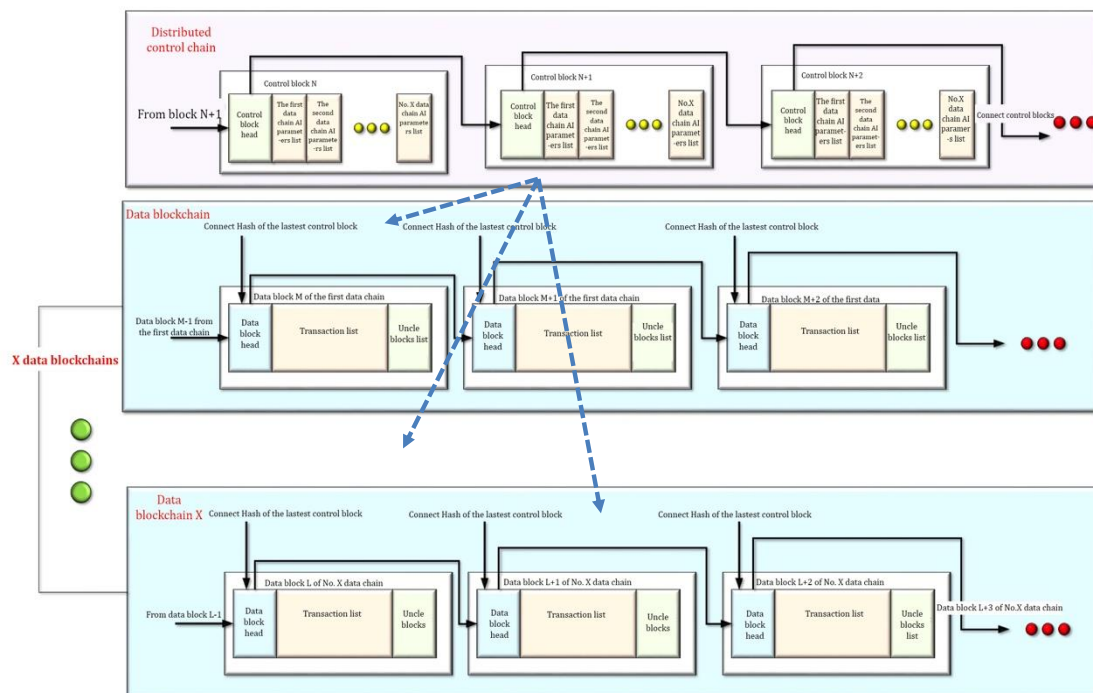 Distributed
control chain
Control block N
Control block N+1
Control block N+2
From block N+1
Control
block
head
The first
data
chain AI
paramet
-ers list
The
second
data
chain AI
paramete
-rs list
No. X data
chain AI
paramete
rs list
Control
block
head
The first
data
chain AI
paramet
-ers list
The
second
data chain
AI
paramet
-ers list
No.X
data
chain AI
paramet
-ers list
Control
block
head
The first
data
chain AI
paramet-
ers list
The
second data
chain AI
paramet
-ers list
No.X
data
chain AI
paramer
-s list
Connect control blocks
Data blockchain
Connect Hash of the lastest control block
Connect Hash of the lastest control block
Connect Hash of the lastest control block
Data block M of the first data chain
Data block M+1 of the first data chain
Data block M+2 of the first data
Data block M-1 from
the first data chain
Data
block
head
Transaction list
Uncle
blocks list
Data
block
head
Transaction list
Uncle
blocks list
Data
block
head
Transaction list
Uncle
blocks list
X data blockchains
Data
blockchain X
Connect Hash of the lastest control block
Connect Hash of the lastest control block
Connect Hash of the lastest control block
Data block L of No. X data chain
Data block L+1 of No. X data chain
Data block L+2 of No. X data chain
From data block L-1
Data
block
head
Transaction list
Uncle
blocks
Data
block
head
Transaction list
Uncle
blocks
Data
block
head
Transaction list
Uncle
blocks
list
Data block L+3 of No.X data chain